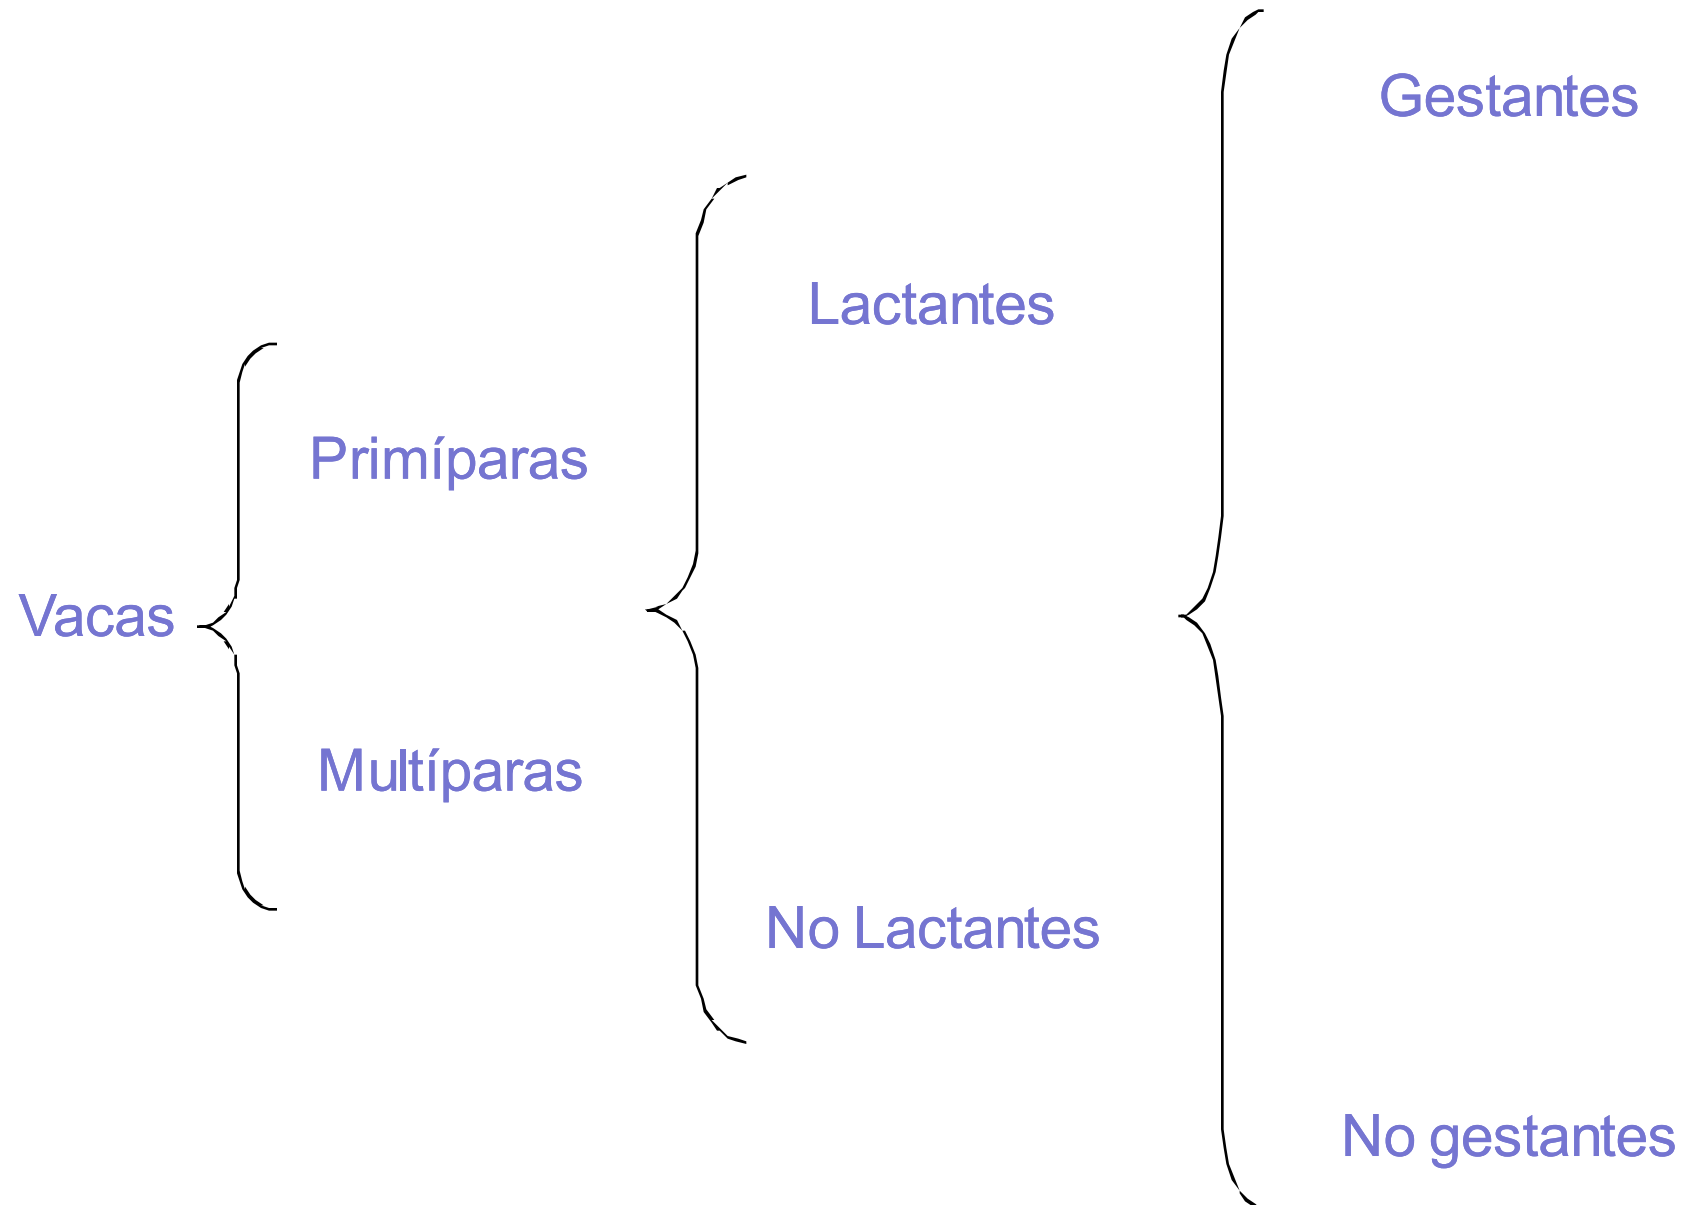 Vacas
Primíparas
Multíparas
Lactantes
No Lactantes
Gestantes
No gestantes